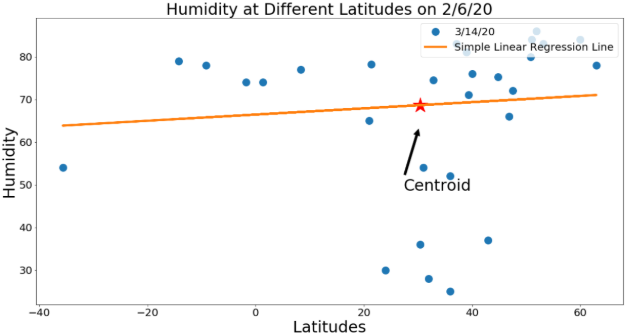 Humidity at Different Latitudes on 2/6/20
3/14/20
Simple Linear Regression Line
Humidity
80
70
60
50
40
30
Centroid
−40
−20
0
20
40
60
Latitudes